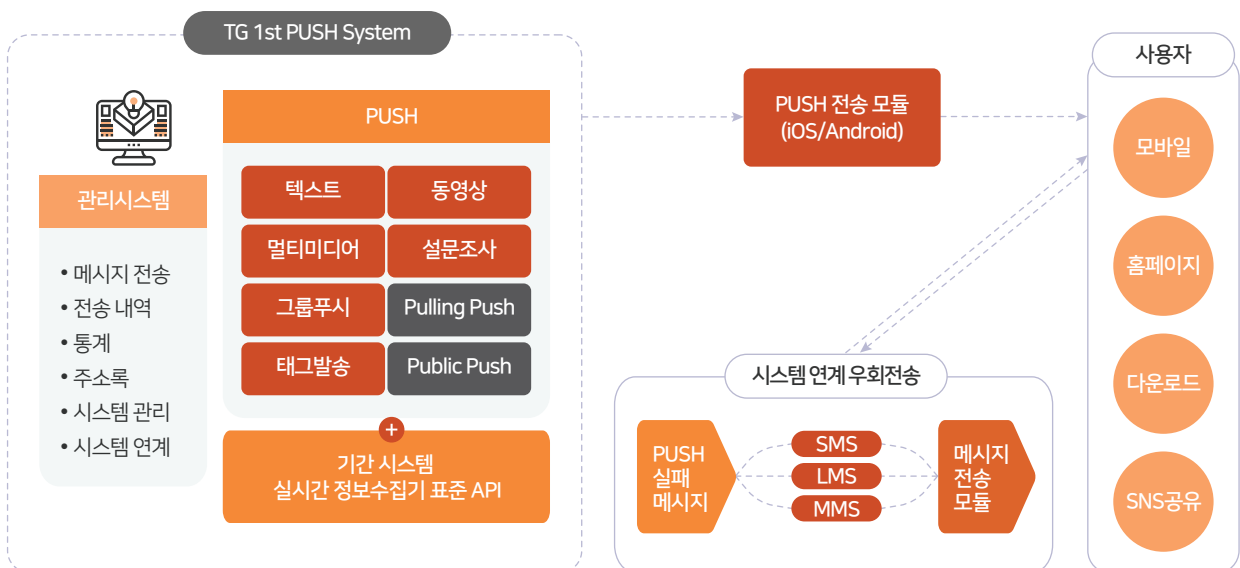 TG 1st PUSH System
관리시스템
• 메시지 전송
• 전송 내역
• 통계
• 주소록
• 시스템 관리
• 시스템 연계
PUSH
텍스트
동영상
멀티미디어
설문조사
그룹푸시
Pulling Push
태그발송
Public Push
+
기간 시스템
실시간 정보수집기 표준 API
PUSH 전송 모듈
(iOS/Android)
시스템 연계 우회전송
PUSH
실패
메시지
SMS
LMS
MMS
메시지
전송
모듈
사용자
모바일
홈페이지
다운로드
SNS공유